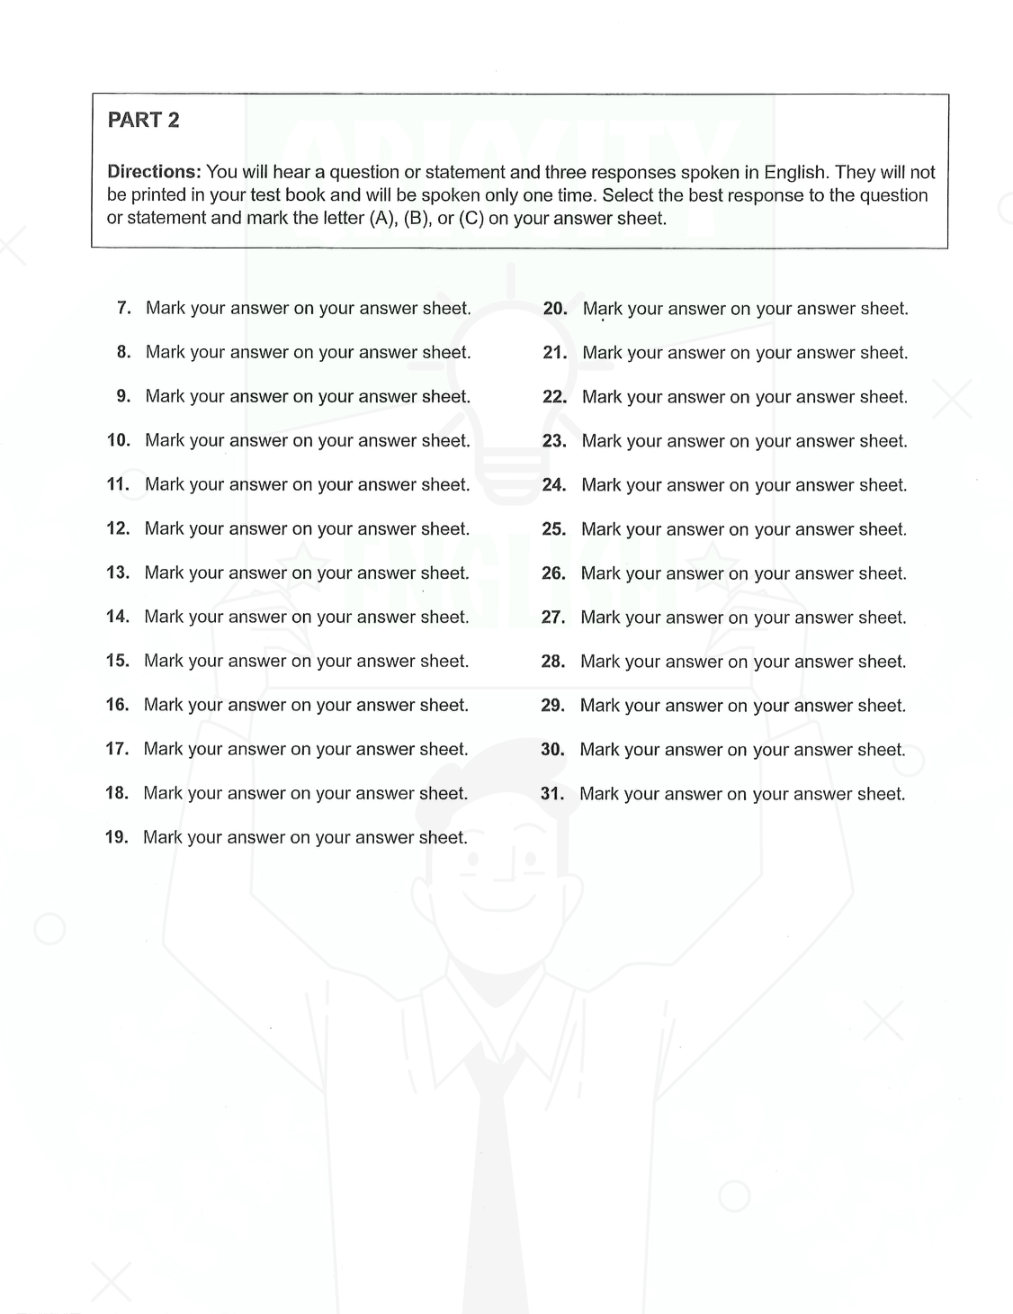 PART 2
Directions: You will hear a question or statement and three responses spoken in English. They will not
be printed in your test book and will be spoken only one time. Select the best response to the question
or statement and mark the letter (A), (B), or (C) on your answer sheet.
7. Mark your answer on your answer sheet.
8. Mark your answer on your answer sheet.
9. Mark your answer on your answer sheet.
10. Mark your answer on your answer sheet.
11. Mark your answer on your answer sheet.
12. Mark your answer on your answer sheet.
13. Mark your answer on your answer sheet.
14. Mark your answer on your answer sheet.
15. Mark your answer on your answer sheet.
16. Mark your answer on your answer sheet.
17. Mark your answer on your answer sheet.
18. Mark your answer on your answer sheet.
19. Mark your answer on your answer sheet.
20. Mark your answer on your answer sheet.
21. Mark your answer on your answer sheet.
22. Mark your answer on your answer sheet.
23. Mark your answer on your answer sheet.
24. Mark your answer on your answer sheet.
25. Mark your answer on your answer sheet.
26. Mark your answer on your answer sheet.
27. Mark your answer on your answer sheet.
28. Mark your answer on your answer sheet.
29. Mark your answer on your answer sheet.
30. Mark your answer on your answer sheet.
31. Mark your answer on your answer sheet.
ENGLISH